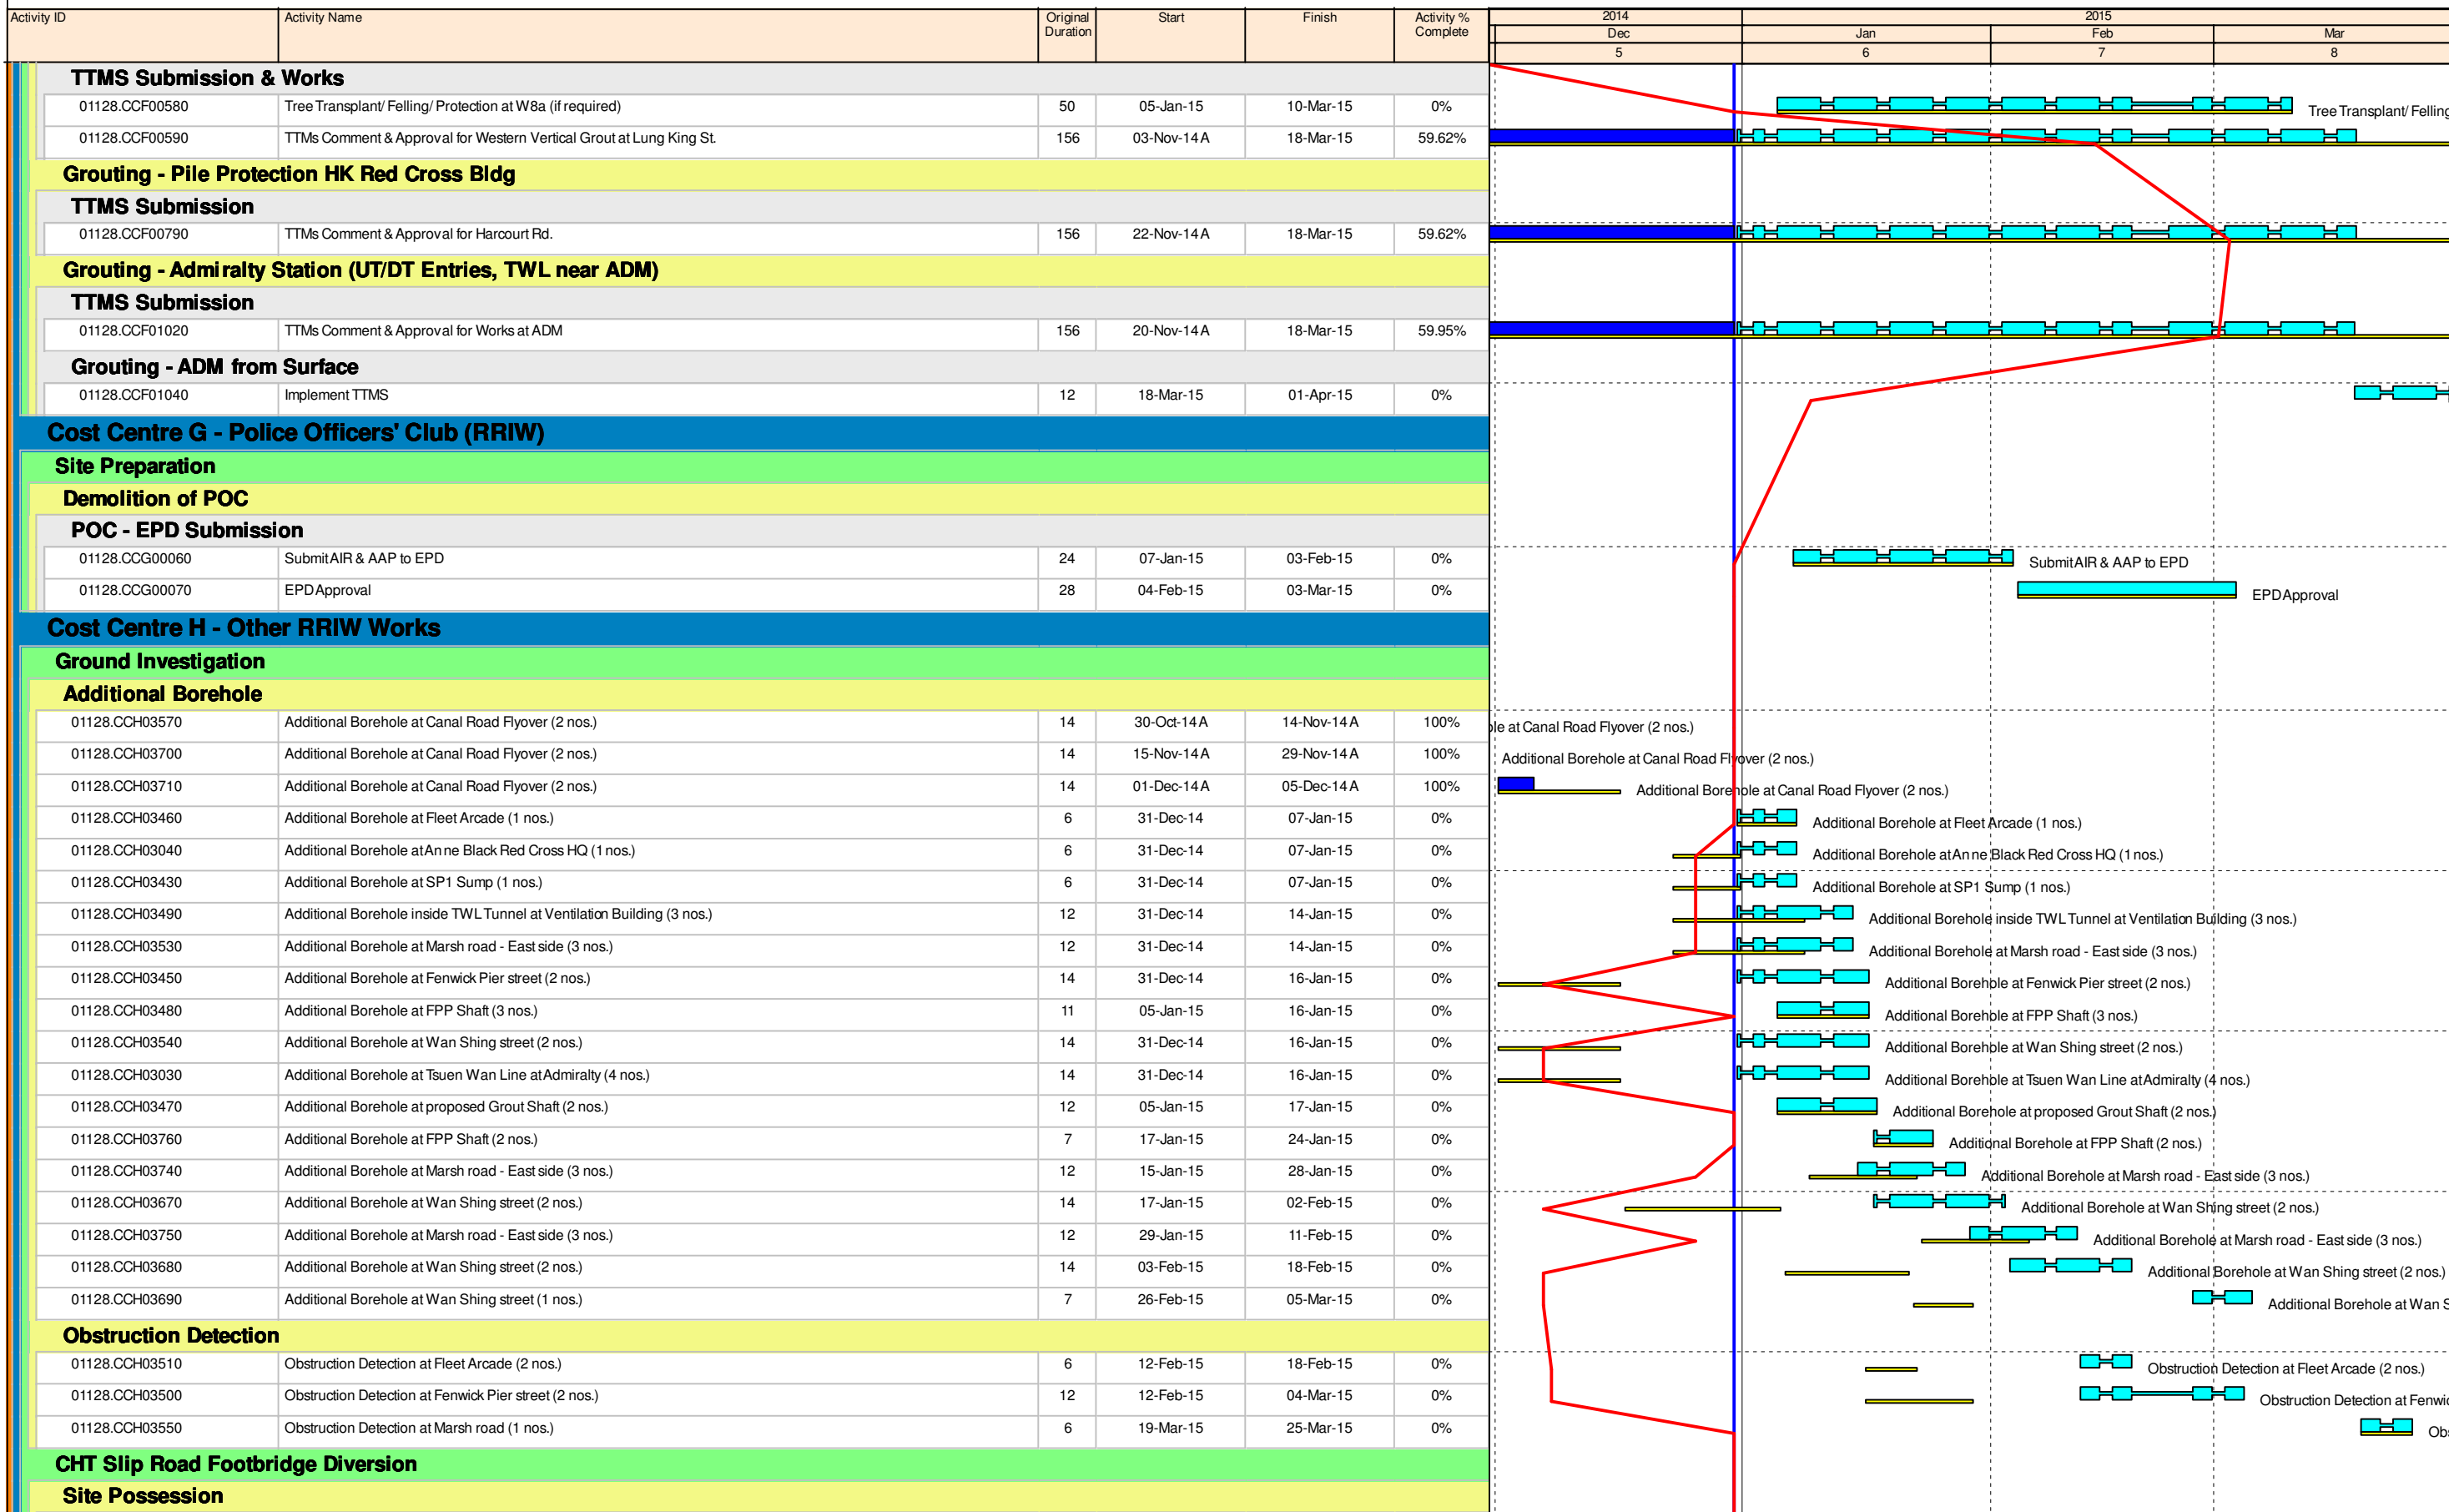 Activity ID Activity Name Original Duration Start Finish Activity % Complete 2014 2015
Dec Jan Feb Mar
5 6 7 8
TTMS Submission & Works
01128.CCF00580 Tree Transplant/ Felling/ Protection at W8a (if required) 50 05-Jan-15 10-Mar-15 0% Tree Transplant/ Felling
01128.CCF00590 TTMs Comment & Approval for Western Vertical Grout at Lung King St. 156 03-Nov-14 A 18-Mar-15 59.62%
Grouting - Pile Protection HK Red Cross Bldg
TTMS Submission
01128.CCF00790 TTMs Comment & Approval for Harcourt Rd. 156 22-Nov-14 A 18-Mar-15 59.62%
Grouting - Admiralty Station (UT/DT Entries, TWL near ADM)
TTMS Submission
01128.CCF01020 TTMs Comment & Approval for Works at ADM 156 20-Nov-14 A 18-Mar-15 59.95%
Grouting - ADM from Surface
01128.CCF01040 Implement TTMS 12 18-Mar-15 01-Apr-15 0%
Cost Centre G - Police Officers' Club (RRIW)
Site Preparation
Demolition of POC
POC - EPD Submission
01128.CCG00060 Submit AIR & AAP to EPD 24 07-Jan-15 03-Feb-15 0% Submit AIR & AAP to EPD
01128.CCG00070 EPD Approval 28 04-Feb-15 03-Mar-15 0% EPD Approval
Cost Centre H - Other RRIW Works
Ground Investigation
Additional Borehole
01128.CCH03570 Additional Borehole at Canal Road Flyover (2 nos.) 14 30-Oct-14 A 14-Nov-14 A 100% at Canal Road Flyover (2 nos.)
01128.CCH03700 Additional Borehole at Canal Road Flyover (2 nos.) 14 15-Nov-14 A 29-Nov-14 A 100% Additional Borehole at Canal Road Flyover (2 nos.)
01128.CCH03710 Additional Borehole at Canal Road Flyover (2 nos.) 14 01-Dec-14 A 05-Dec-14 A 100% Additional Borehole at Canal Road Flyover (2 nos.)
01128.CCH03460 Additional Borehole at Fleet Arcade (1 nos.) 6 31-Dec-14 07-Jan-15 0% Additional Borehole at Fleet Arcade (1 nos.)
01128.CCH03040 Additional Borehole at Anne Black Red Cross HQ (1 nos.) 6 31-Dec-14 07-Jan-15 0% Additional Borehole at Anne Black Red Cross HQ (1 nos.)
01128.CCH03430 Additional Borehole at SP1 Sump (1 nos.) 6 31-Dec-14 07-Jan-15 0% Additional Borehole at SP1 Sump (1 nos.)
01128.CCH03490 Additional Borehole inside TWL Tunnel at Ventilation Building (3 nos.) 12 31-Dec-14 14-Jan-15 0% Additional Borehole inside TWL Tunnel at Ventilation Building (3 nos.)
01128.CCH03530 Additional Borehole at Marsh road - East side (3 nos.) 12 31-Dec-14 14-Jan-15 0% Additional Borehole at Marsh road - East side (3 nos.)
01128.CCH03450 Additional Borehole at Fenwick Pier street (2 nos.) 14 31-Dec-14 16-Jan-15 0% Additional Borehole at Fenwick Pier street (2 nos.)
01128.CCH03480 Additional Borehole at FPP Shaft (3 nos.) 11 05-Jan-15 16-Jan-15 0% Additional Borehole at FPP Shaft (3 nos.)
01128.CCH03540 Additional Borehole at Wan Shing street (2 nos.) 14 31-Dec-14 16-Jan-15 0% Additional Borehole at Wan Shing street (2 nos.)
01128.CCH03030 Additional Borehole at Tsuen Wan Line at Admiralty (4 nos.) 14 31-Dec-14 16-Jan-15 0% Additional Borehole at Tsuen Wan Line at Admiralty (4 nos.)
01128.CCH03470 Additional Borehole at proposed Grout Shaft (2 nos.) 12 05-Jan-15 17-Jan-15 0% Additional Borehole at proposed Grout Shaft (2 nos.)
01128.CCH03760 Additional Borehole at FPP Shaft (2 nos.) 7 17-Jan-15 24-Jan-15 0% Additional Borehole at FPP Shaft (2 nos.)
01128.CCH03740 Additional Borehole at Marsh road - East side (3 nos.) 12 15-Jan-15 28-Jan-15 0% Additional Borehole at Marsh road - East side (3 nos.)
01128.CCH03670 Additional Borehole at Wan Shing street (2 nos.) 14 17-Jan-15 02-Feb-15 0% Additional Borehole at Wan Shing street (2 nos.)
01128.CCH03750 Additional Borehole at Marsh road - East side (3 nos.) 12 29-Jan-15 11-Feb-15 0% Additional Borehole at Marsh road - East side (3 nos.)
01128.CCH03680 Additional Borehole at Wan Shing street (2 nos.) 14 03-Feb-15 18-Feb-15 0% Additional Borehole at Wan Shing street (2 nos.)
01128.CCH03690 Additional Borehole at Wan Shing street (1 nos.) 7 26-Feb-15 05-Mar-15 0% Additional Borehole at Wan
Obstruction Detection
01128.CCH03510 Obstruction Detection at Fleet Arcade (2 nos.) 6 12-Feb-15 18-Feb-15 0% Obstruction Detection at Fleet Arcade (2 nos.)
01128.CCH03500 Obstruction Detection at Fenwick Pier street (2 nos.) 12 12-Feb-15 04-Mar-15 0% Obstruction Detection at
01128.CCH03550 Obstruction Detection at Marsh road (1 nos.) 6 19-Mar-15 25-Mar-15 0%
CHT Slip Road Footbridge Diversion
Site Possession